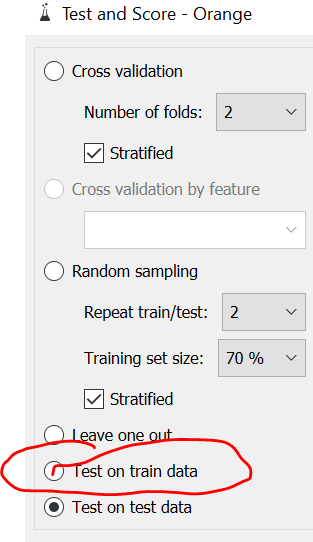 Test and Score - Orange
Cross validation
Number of folds: 2
Stratified
Cross validation by feature
Random sampling
Repeat train/test: 2
Training set size: 70 %
Stratified
Leave one out
Test on train data
Test on test data